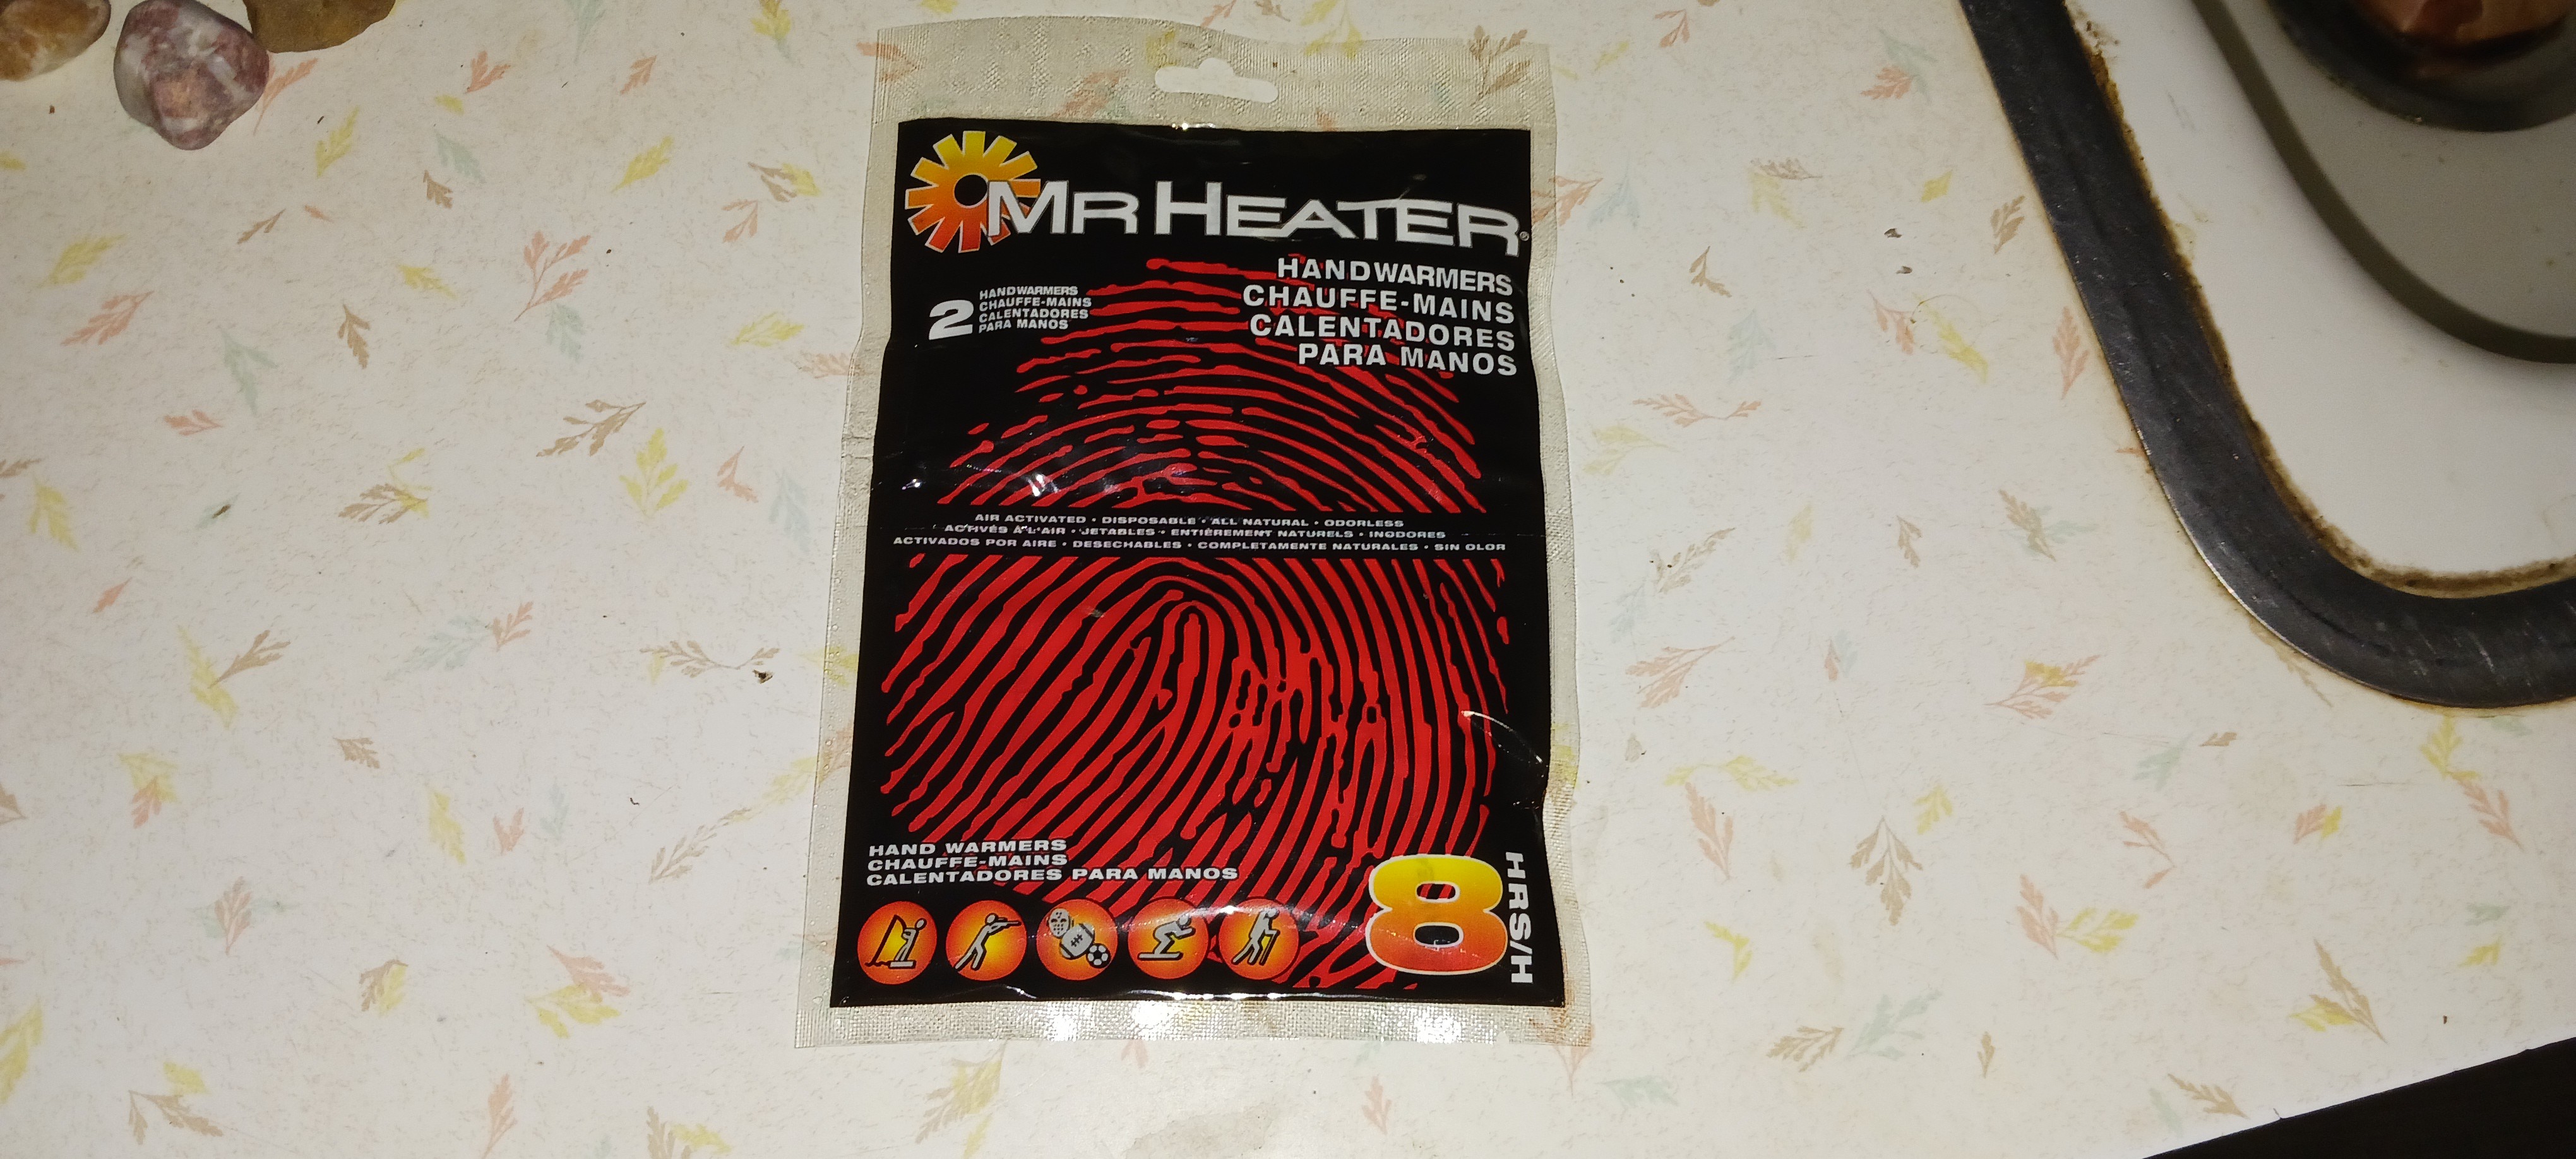 MR HEATER®
HANDWARMERS
CHAUFFE-MAINS
CALENTADORES
PARA MANOS
2 HANDWARMERS
CHAUFFE-MAINS
CALENTADORES
PARA MANOS
AIR ACTIVATED • DISPOSABLE • ALL NATURAL • ODORLESS
ACTIVÉS À L'AIR • JETABLES • ENTIÈREMENT NATURELS • INODORES
ACTIVADOS POR AIRE • DESECHABLES • COMPLETAMENTE NATURALES • SIN OLOR
HAND WARMERS
CHAUFFE-MAINS
CALENTADORES PARA MANOS
8 HRS/H